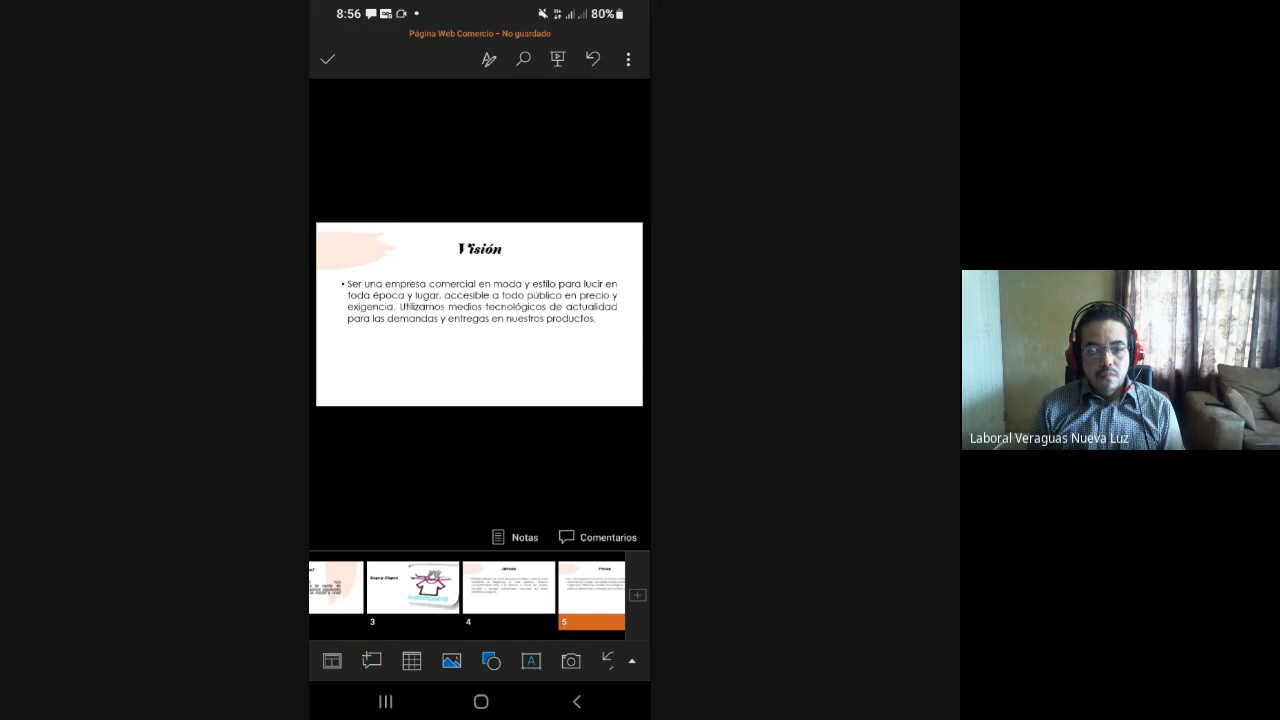 8:56
80%
Página Web Comercio – No guardado
Visión
• Ser una empresa comercial en moda y estilo para lucir en
toda época y lugar, accesible a todo público en precio y
exigencia. Utilizamos medios tecnológicos de actualidad
para las demandas y entregas en nuestros productos.
Laboral Veraguas Nueva Luz
Notas
Comentarios
Visión
3
4
5